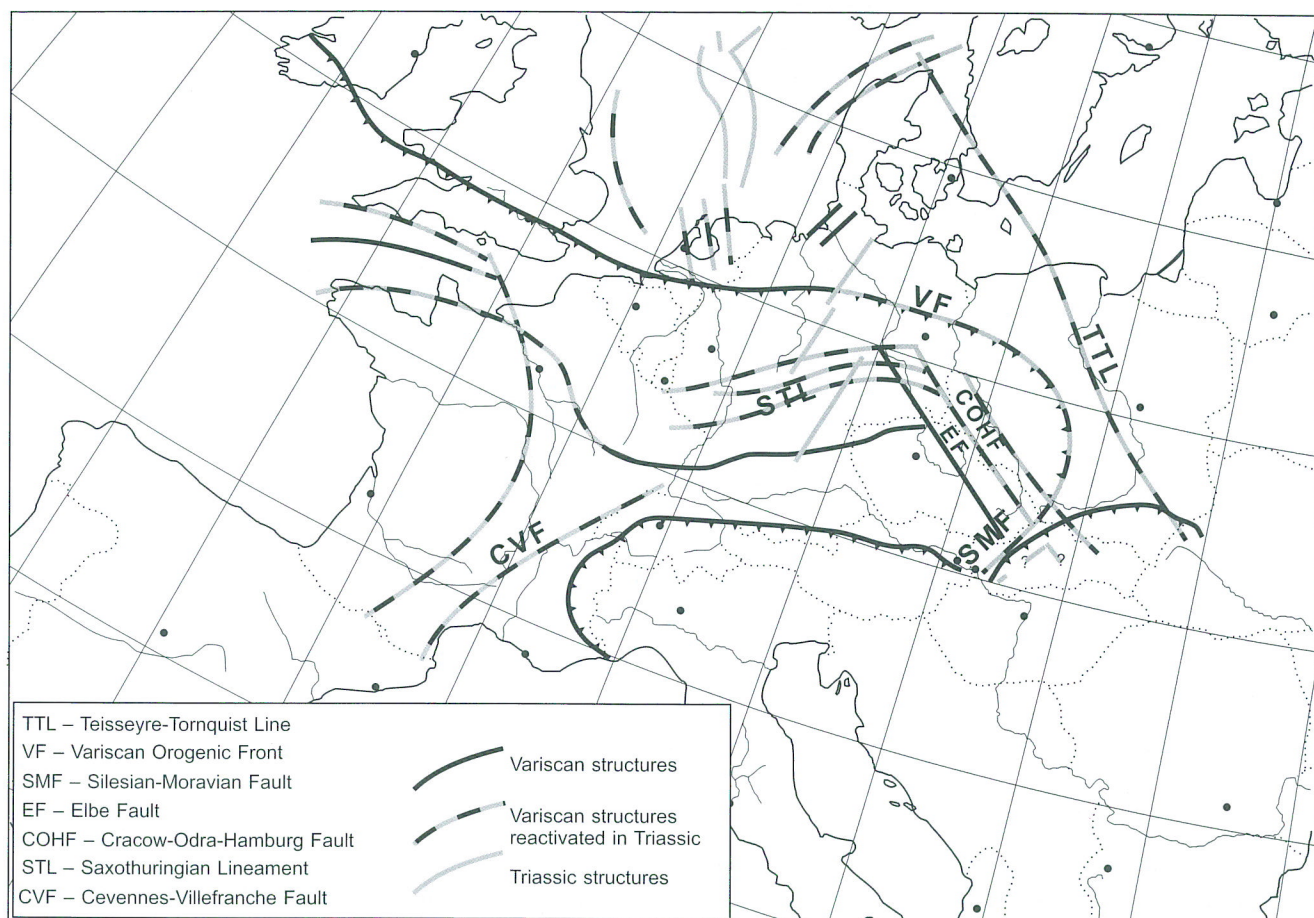 VF
TTL
STL
COHF
EF
CVF
SMF
TTL – Teisseyre-Tornquist Line
VF – Variscan Orogenic Front
SMF – Silesian-Moravian Fault
EF – Elbe Fault
COHF – Cracow-Odra-Hamburg Fault
STL – Saxothuringian Lineament
CVF – Cevennes-Villefranche Fault
Variscan structures
Variscan structures
reactivated in Triassic
Triassic structures